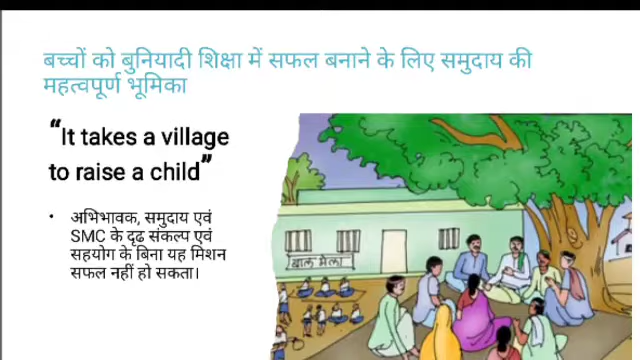 बच्चों को बुनियादी शिक्षा में सफल बनाने के लिए समुदाय की
महत्वपूर्ण भूमिका
“It takes a village
to raise a child”
• अभिभावक, समुदाय एवं
SMC के दृढ संकल्प एवं
सहयोग के बिना यह मिशन
सफल नहीं हो सकता।
बाल मेला